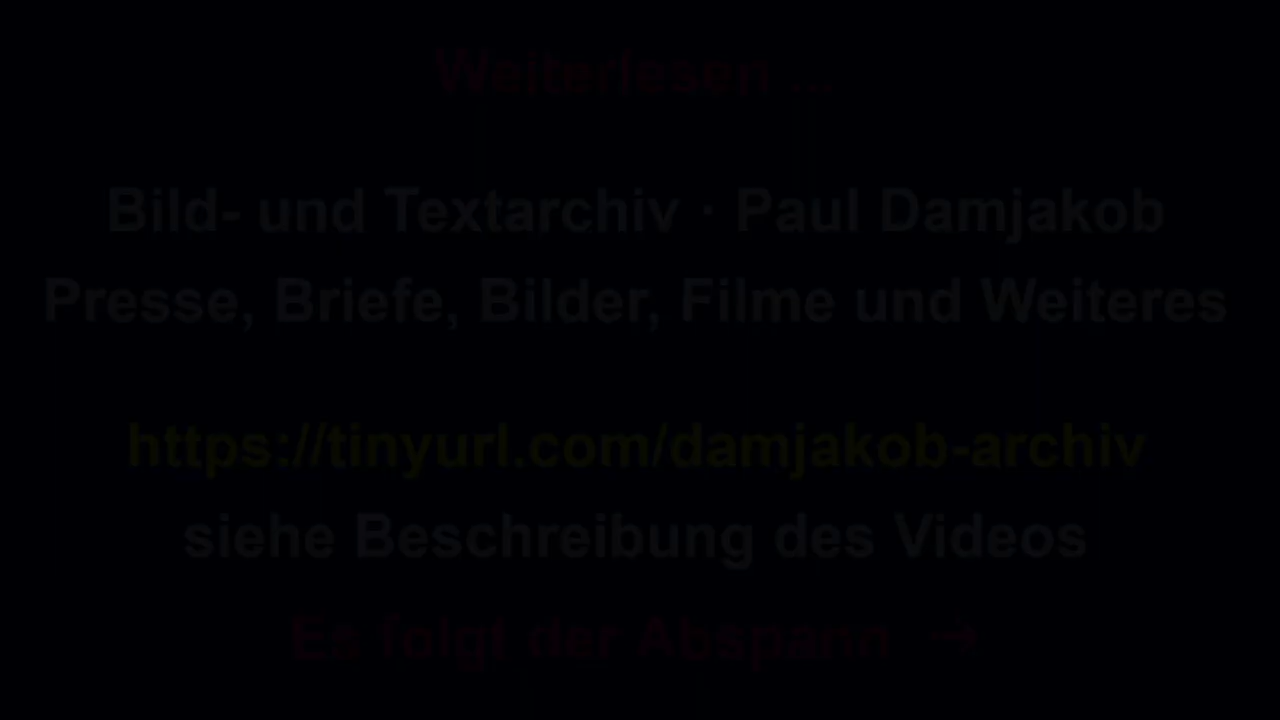 Weiterlesen ...
Bild- und Textarchiv · Paul Damjakob
Presse, Briefe, Bilder, Filme und Weiteres
https://tinyurl.com/damjakob-archiv
siehe Beschreibung des Videos
Es folgt der Abspann →